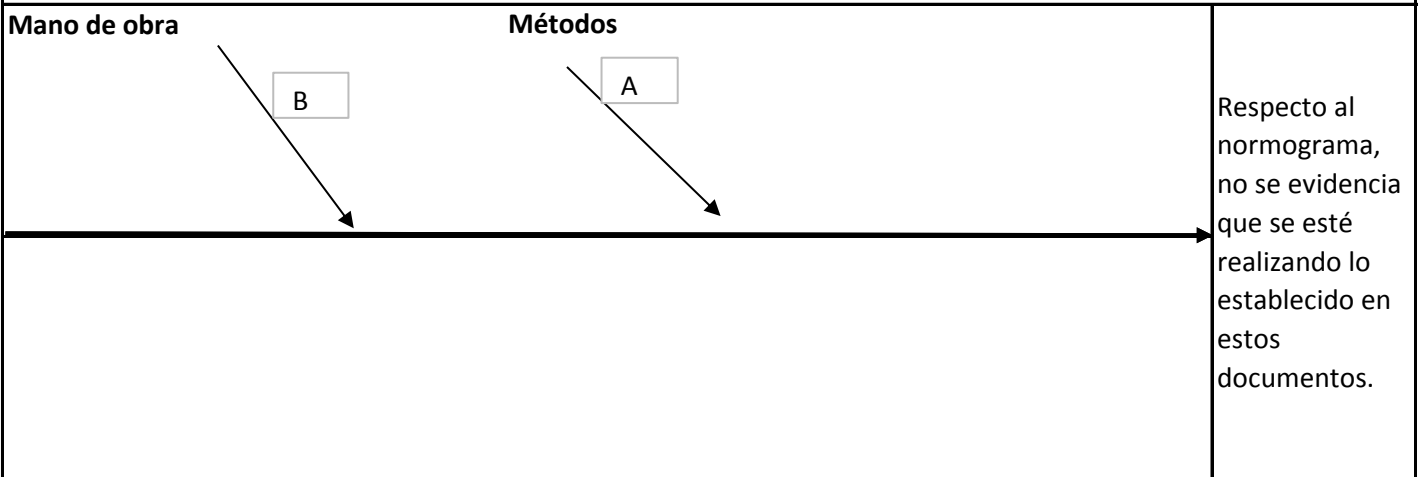 Mano de obra
Métodos
B
A
Respecto al
normograma,
no se evidencia
que se esté
realizando lo
establecido en
estos
documentos.